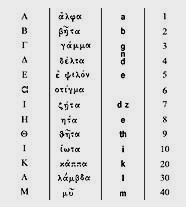 Α ἄλφα a 1
Β βῆτα b 2
Γ γάμμα g n 3
Δ δέλτα d 4
Ε ἐ ψιλόν e 5
στίγμα 6
Ι ζῆτα d z 7
Η ἦτα e 8
Θ θῆτα th 9
Ι ἰῶτα i 10
Κ κάππα k 20
Λ λάμβδα l 30
Μ μῦ m 40